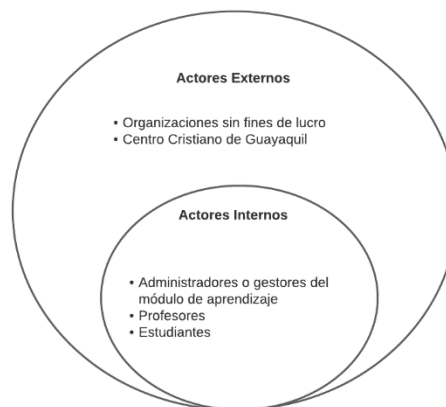 Actores Externos
• Organizaciones sin fines de lucro
• Centro Cristiano de Guayaquil
Actores Internos
• Administradores o gestores del
módulo de aprendizaje
• Profesores
• Estudiantes